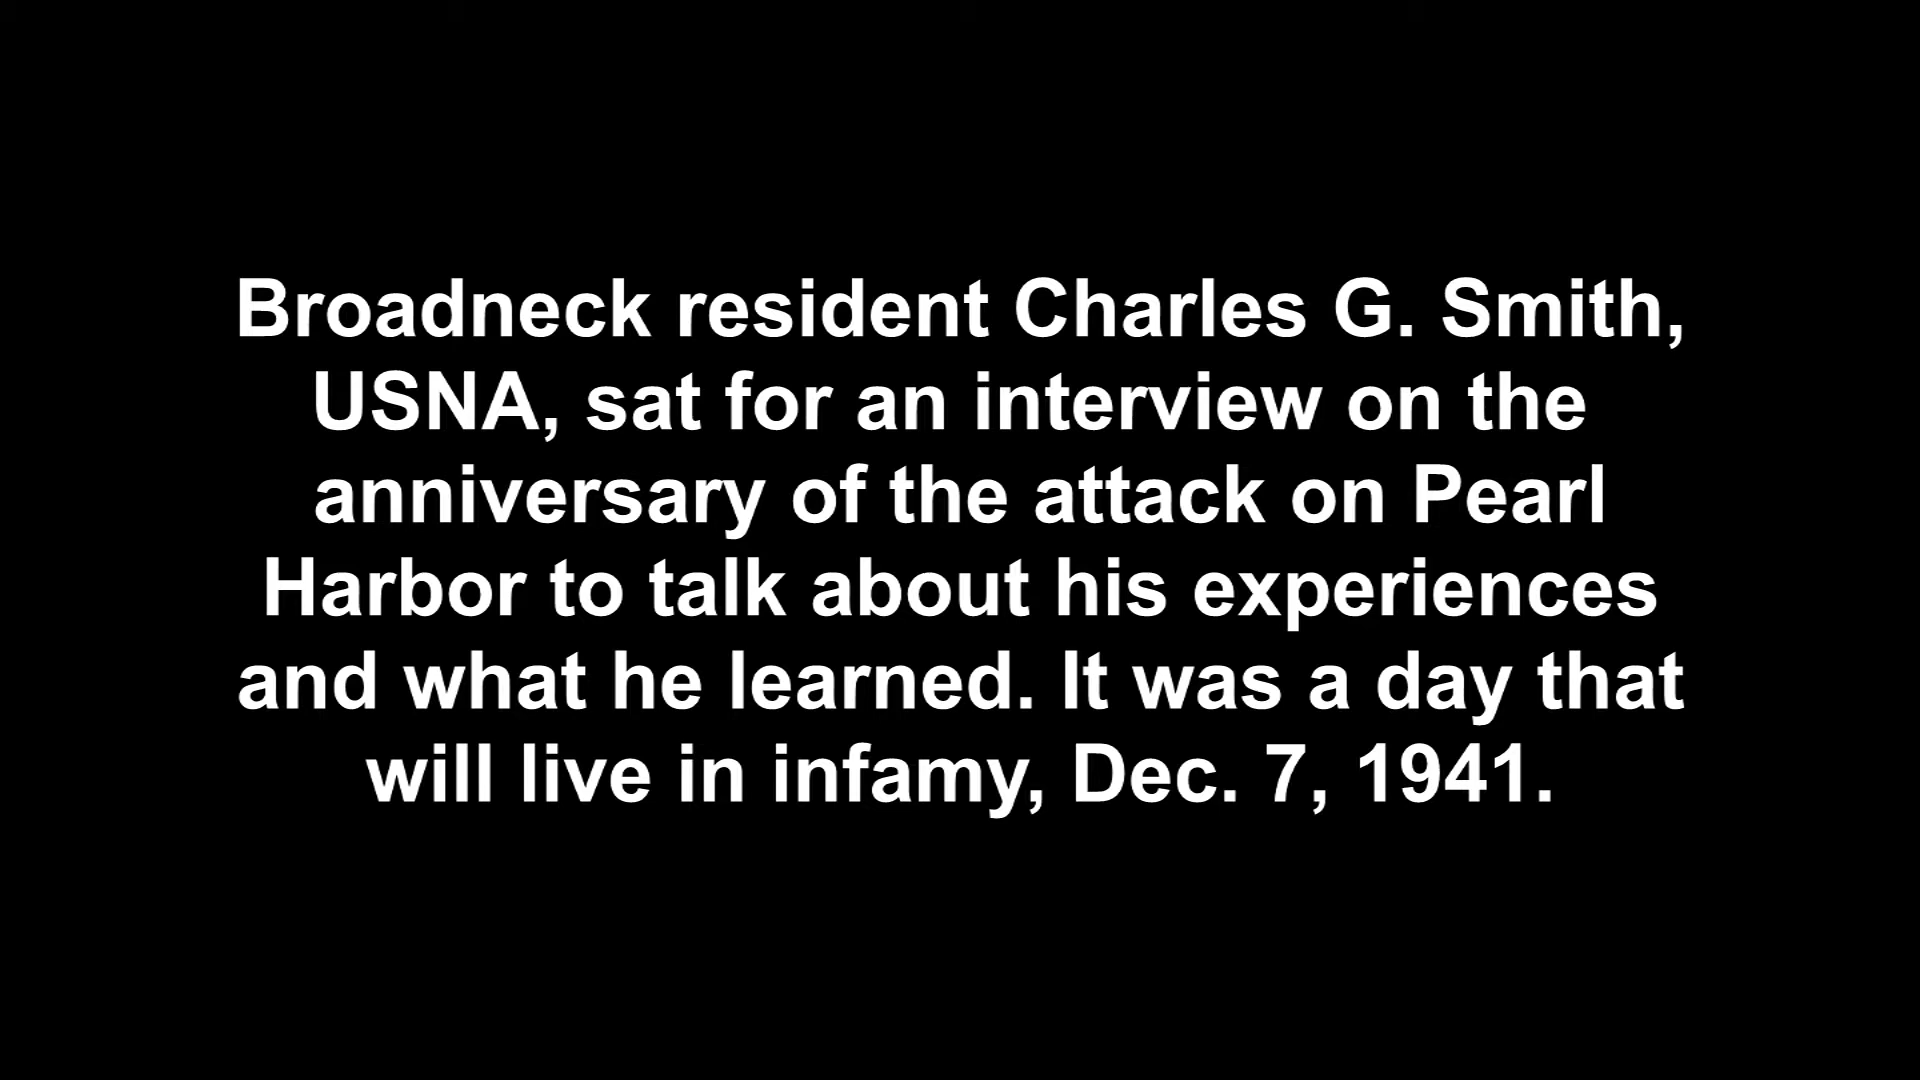 Broadneck resident Charles G. Smith,
USNA, sat for an interview on the
anniversary of the attack on Pearl
Harbor to talk about his experiences
and what he learned. It was a day that
will live in infamy, Dec. 7, 1941.